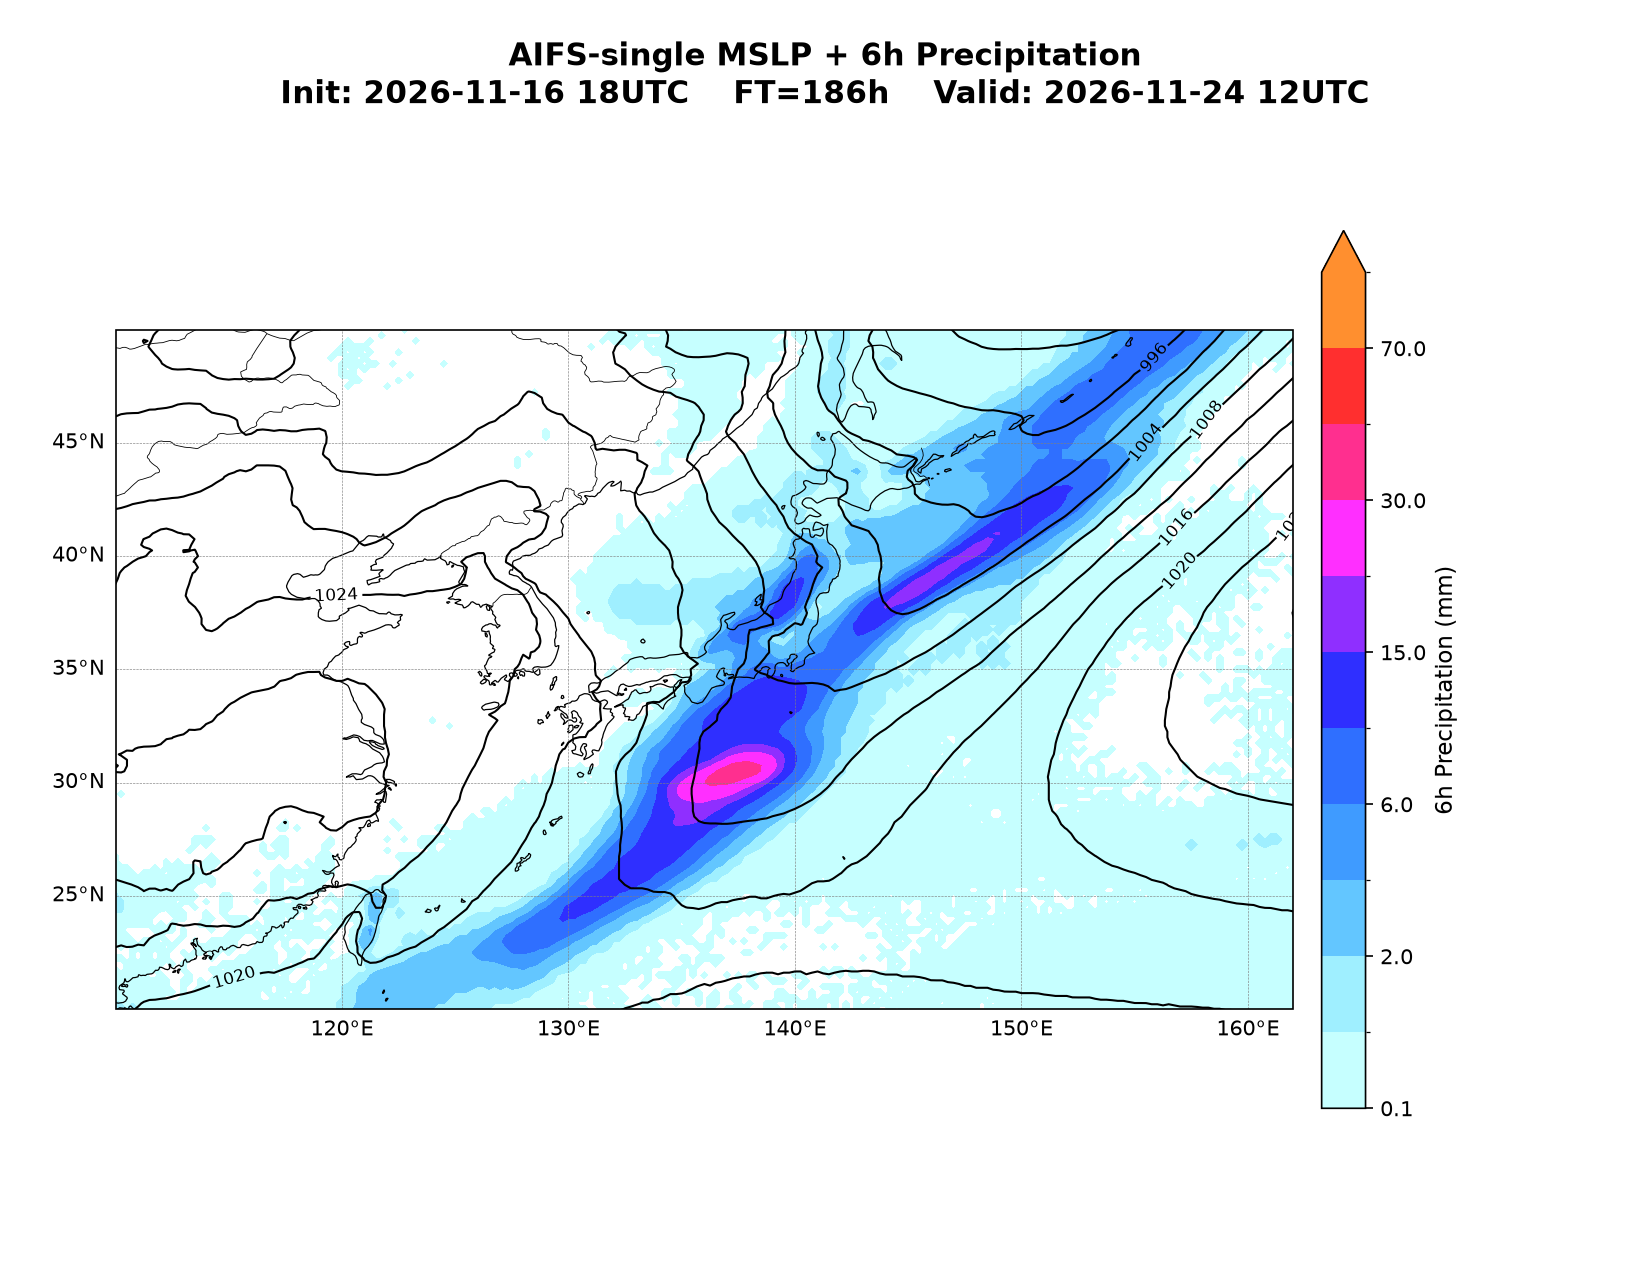 AIFS-single MSLP + 6h Precipitation
Init: 2026-11-16 18UTC    FT=186h    Valid: 2026-11-24 12UTC
996
1008
1004
1016
1020
1024
1020
45°N
40°N
35°N
30°N
25°N
120°E
130°E
140°E
150°E
160°E
70.0
30.0
15.0
6.0
2.0
0.1
6h Precipitation (mm)